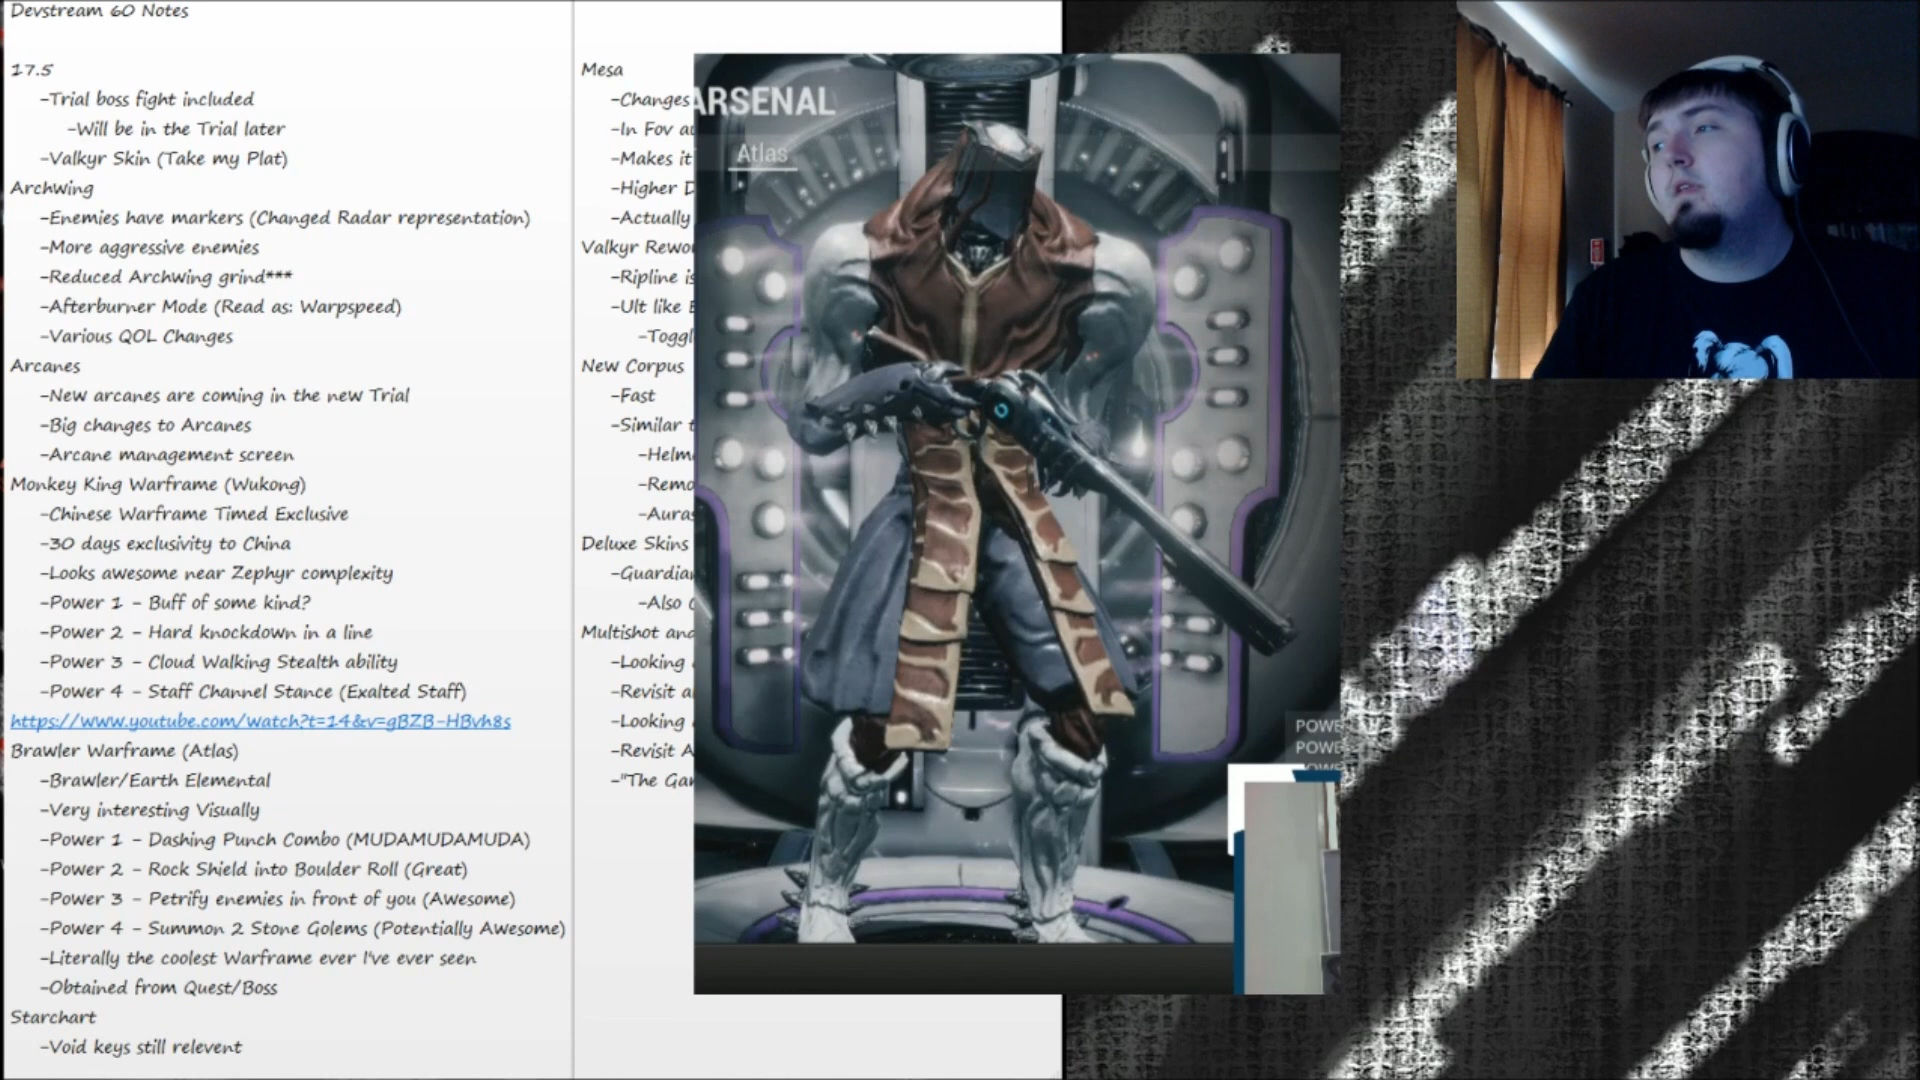 Devstream 60 Notes
17.5
-Trial boss fight included
-Will be in the Trial later
-Valkyr Skin (Take my Plat)
Archwing
-Enemies have markers (Changed Radar representation)
-More aggressive enemies
-Reduced Archwing grind***
-Afterburner Mode (Read as: Warpspeed)
-Various QOL Changes
Arcanes
-New arcanes are coming in the new Trial
-Big changes to Arcanes
-Arcane management screen
Monkey King Warframe (Wukong)
-Chinese Warframe Timed Exclusive
-30 days exclusivity to China
-Looks awesome near Zephyr complexity
-Power 1 - Buff of some kind?
-Power 2 - Hard knockdown in a line
-Power 3 - Cloud Walking Stealth ability
-Power 4 - Staff Channel Stance (Exalted Staff)
https://www.youtube.com/watch?t=14&v=gBZB-HBvh8s
Brawler Warframe (Atlas)
-Brawler/Earth Elemental
-Very interesting Visually
-Power 1 - Dashing Punch Combo (MUDAMUDAMUDA)
-Power 2 - Rock Shield into Boulder Roll (Great)
-Power 3 - Petrify enemies in front of you (Awesome)
-Power 4 - Summon 2 Stone Golems (Potentially Awesome)
-Literally the coolest Warframe ever I've ever seen
-Obtained from Quest/Boss
Starchart
-Void keys still relevent
Mesa
-Changes
-In Fov
-Makes it
-Higher
-Actually
Valkyr
-Ripline
-Ult like
New Corpus
-Fast
-Similar
Deluxe Skins
-Also
Multishot
-Looking
-Revisit
-Looking
-Revisit
-"The
ARSENAL
Atlas